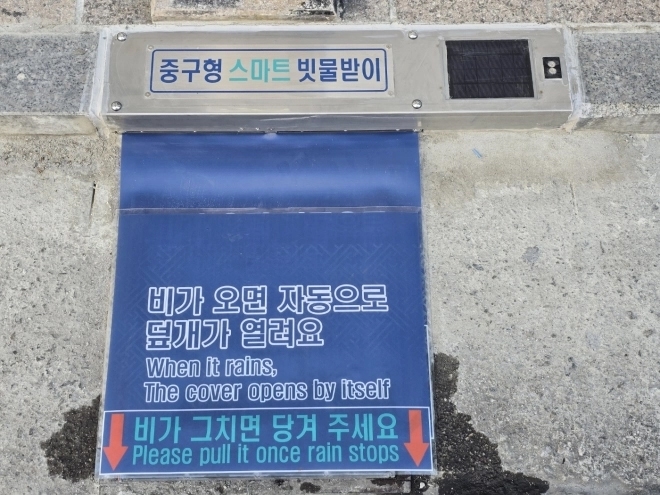 중구형 스마트 빗물받이
비가 오면 자동으로
덮개가 열려요
When it rains,
The cover opens by itself
비가 그치면 당겨 주세요
Please pull it once rain stops